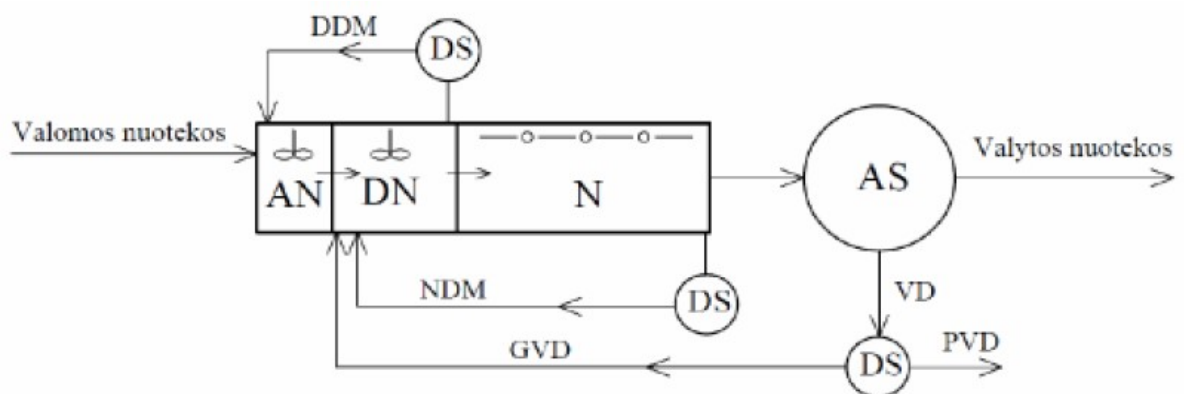 DDM
DS
Valomos nuotekos
AN
DN
N
AS
Valytos nuotekos
NDM
DS
VD
GVD
DS
PVD